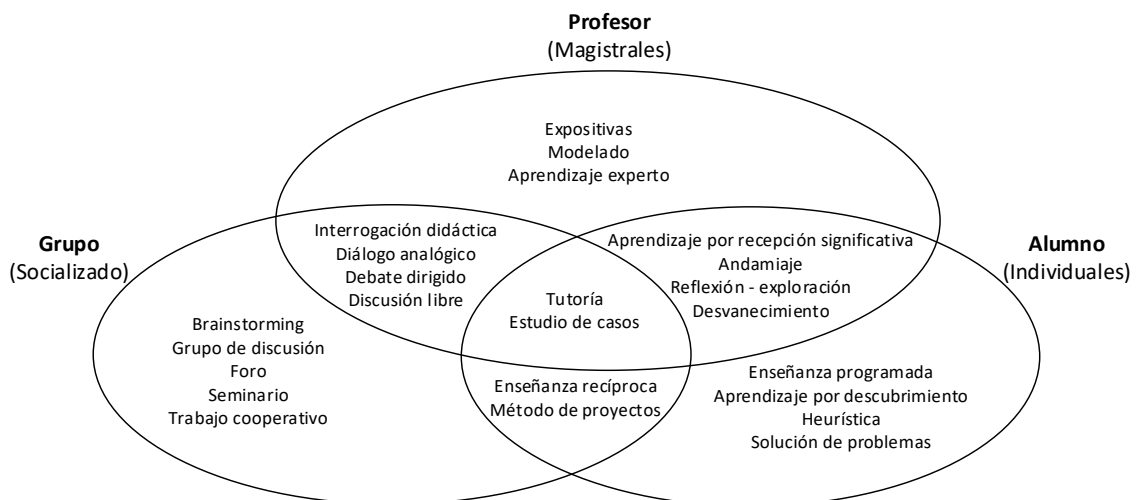 Profesor
(Magistrales)
Expositivas
Modelado
Aprendizaje experto
Grupo
(Socializado)
Interrogación didáctica
Diálogo analógico
Debate dirigido
Discusión libre
Aprendizaje por recepción significativa
Andamiaje
Reflexión - exploración
Desvanecimiento
Alumno
(Individuales)
Tutoría
Estudio de casos
Brainstorming
Grupo de discusión
Foro
Seminario
Trabajo cooperativo
Enseñanza recíproca
Método de proyectos
Enseñanza programada
Aprendizaje por descubrimiento
Heurística
Solución de problemas